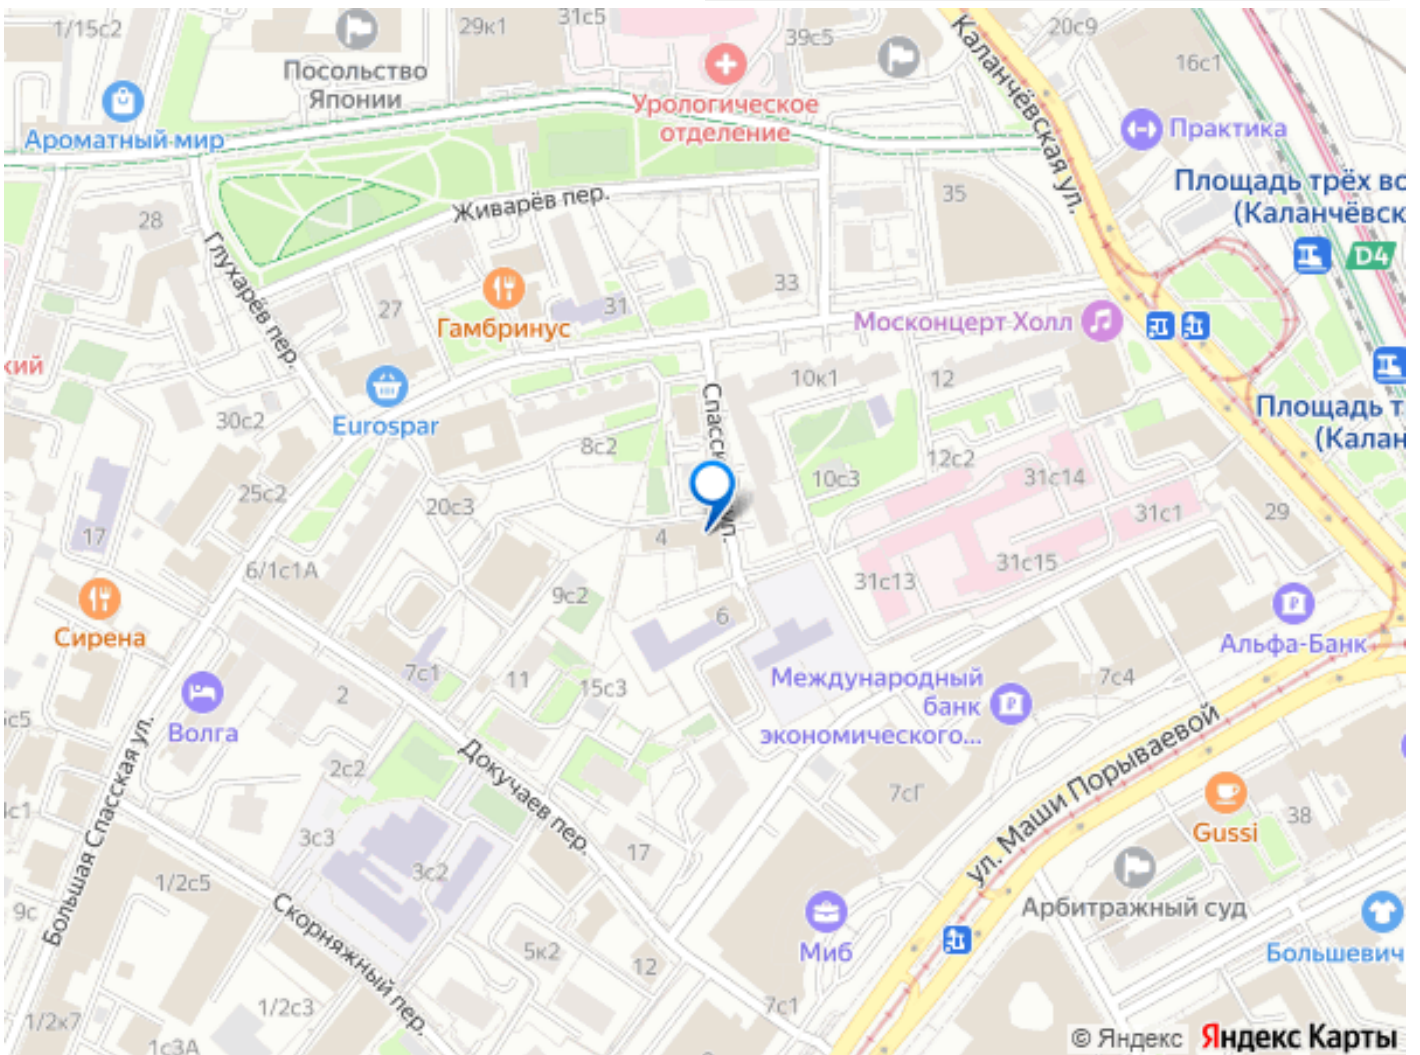 1/15с2
31с5
29к1
20с9
39с5
16с1
Посольство
Японии
Урологическое
отделение
Каланчёвская ул.
Практика
Ароматный мир
Площадь трёх во
(Каланчёвск
D4
Живарёв пер.
35
28
Глухарёв пер.
27
31
33
Гамбринус
Москонцерт Холл
кий
10к1
12
Площадь т
(Калан
30с2
Eurospar
Спасск
ул.
8с2
12с2
10с3
31с14
25с2
20с3
31с1
29
17
4
31с15
6/1с1А
31с13
9с2
Сирена
6
Альфа-Банк
7с1
11
15с3
Международный
банк
экономического...
7с4
2
Волга
Большая Спасская ул.
Докучаев пер.
2с2
7сГ
ул. Маши Порываевой
Gussi
38
3с3
17
3с2
1/2с5
9с
Скорняжный пер.
Арбитражный суд
Миб
Большевич
5к2
12
7с1
1/2с3
1/2к7
1с3А
© Яндекс Яндекс Карты